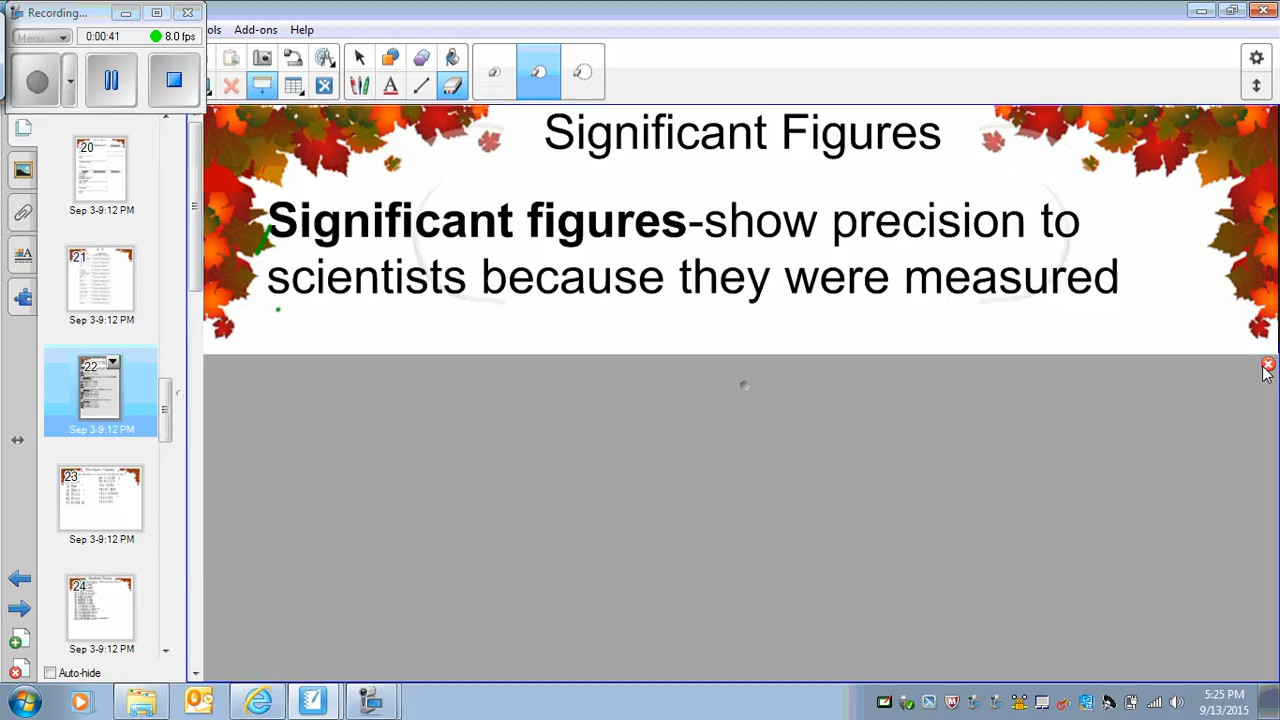 Recording...
Menu
0:00:41
8.0 fps
ols
Add-ons
Help
20
Sep 3-9:12 PM
21
Sep 3-9:12 PM
22
Sep 3-9:12 PM
23
Sep 3-9:12 PM
24
Sep 3-9:12 PM
Auto-hide
Significant Figures
Significant figures-show precision to
scientists because they were measured
5:25 PM
9/13/2015